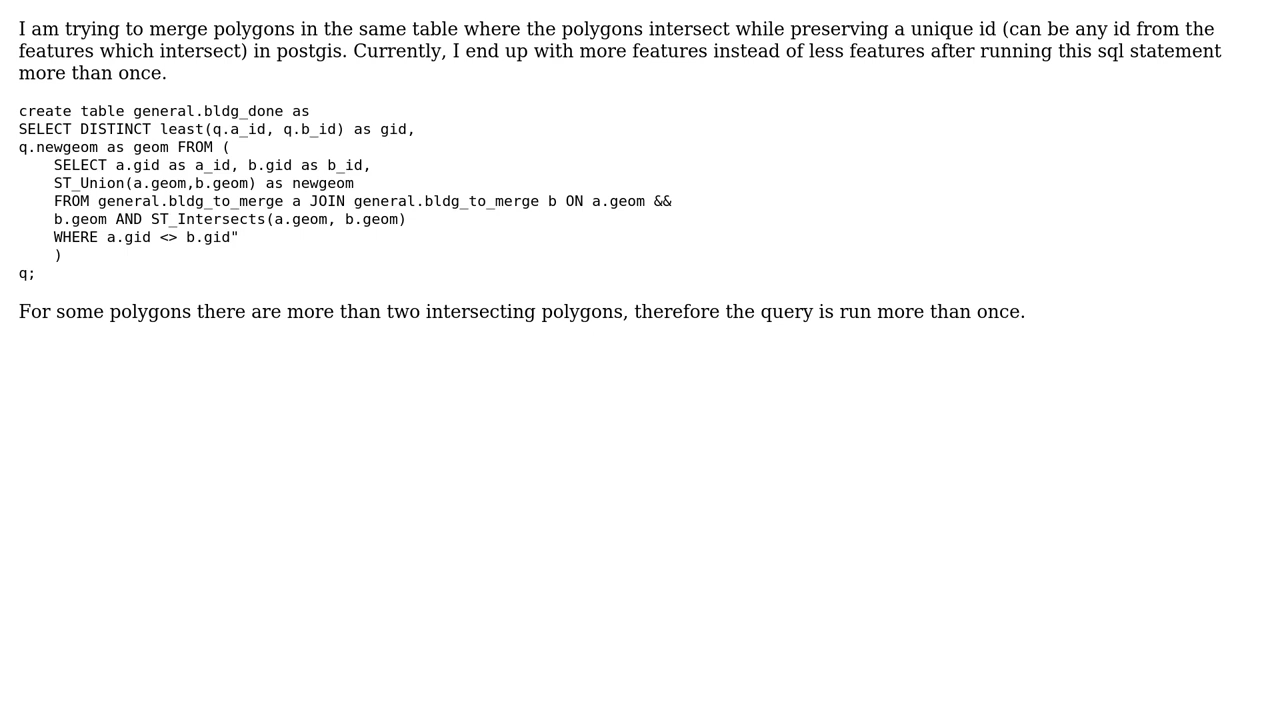 I am trying to merge polygons in the same table where the polygons intersect while preserving a unique id (can be any id from the
features which intersect) in postgis. Currently, I end up with more features instead of less features after running this sql statement
more than once.
create table general.bldg_done as
SELECT DISTINCT least(q.a_id, q.b_id) as gid,
q.newgeom as geom FROM (
    SELECT a.gid as a_id, b.gid as b_id,
    ST_Union(a.geom,b.geom) as newgeom
    FROM general.bldg_to_merge a JOIN general.bldg_to_merge b ON a.geom &&
    b.geom AND ST_Intersects(a.geom, b.geom)
    WHERE a.gid <> b.gid"
    )
q;
For some polygons there are more than two intersecting polygons, therefore the query is run more than once.